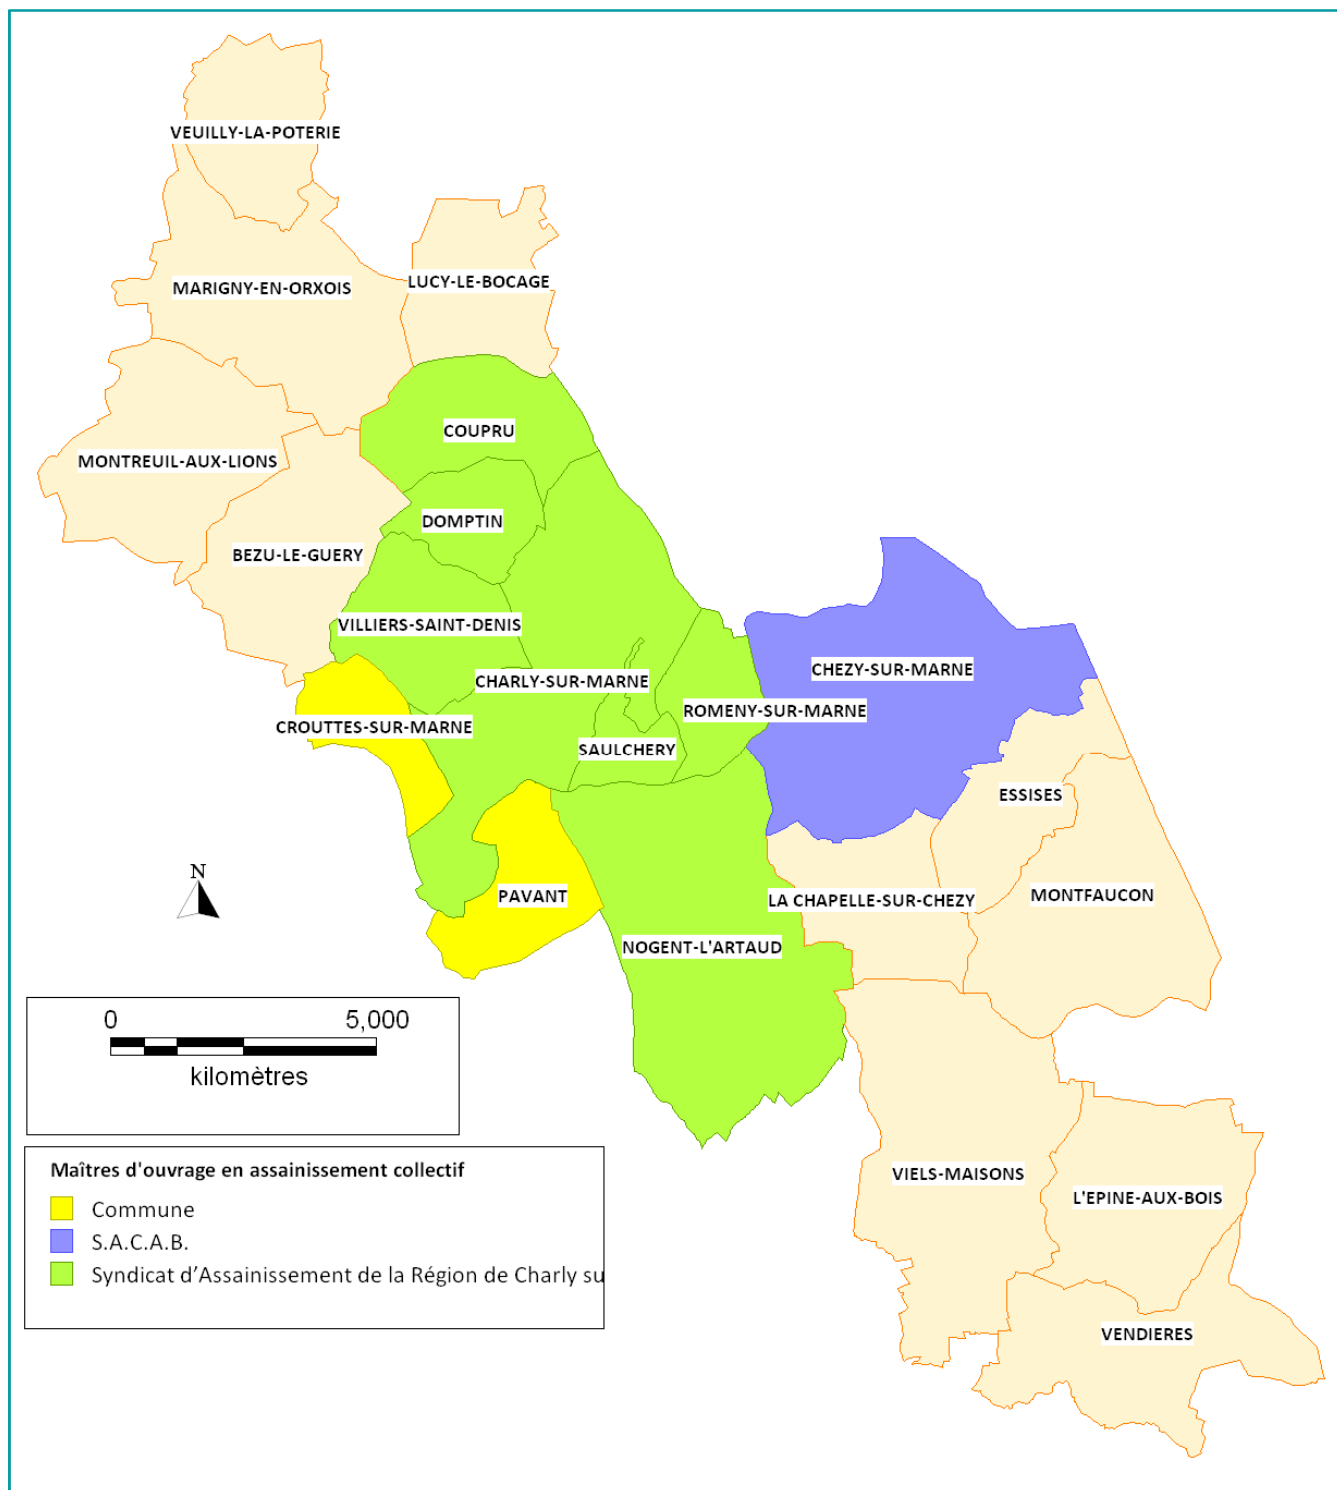 VEUILLY-LA-POTERIE
LUCY-LE-BOCAGE
MARIGNY-EN-ORXOIS
COUPRU
MONTREUIL-AUX-LIONS
DOMPTIN
BEZU-LE-GUERY
VILLIERS-SAINT-DENIS
CHEZY-SUR-MARNE
CHARLY-SUR-MARNE
ROMENY-SUR-MARNE
CROUTTES-SUR-MARNE
SAULCHERY
ESSISES
N
PAVANT
LA CHAPELLE-SUR-CHEZY
MONTFAUCON
NOGENT-L'ARTAUD
0 5,000
kilomètres
Maîtres d'ouvrage en assainissement collectif
Commune
S.A.C.A.B.
Syndicat d’Assainissement de la Région de Charly su
VIELS-MAISONS
L'EPINE-AUX-BOIS
VENDIERES